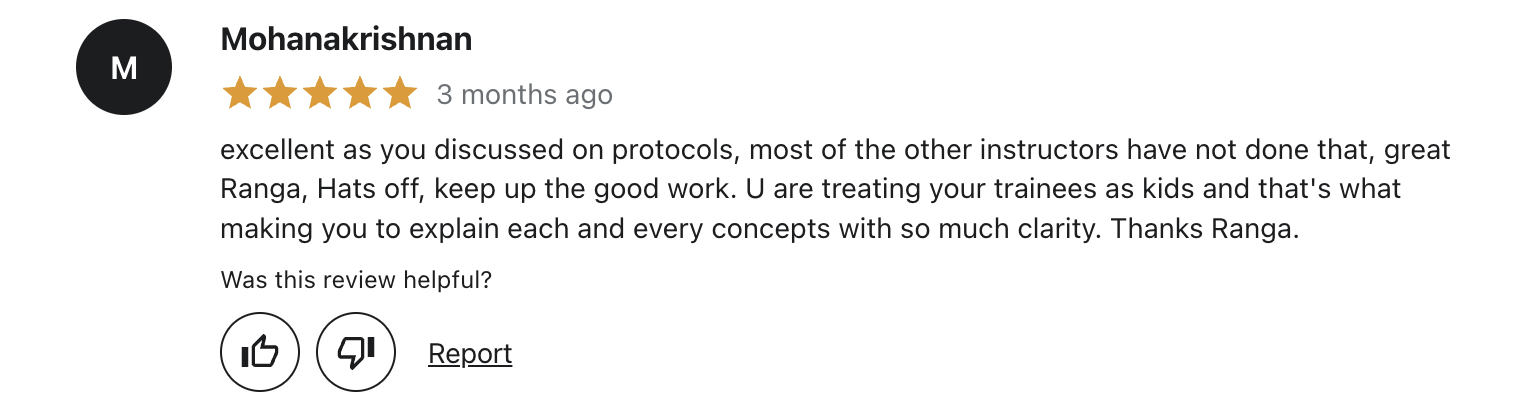 M
Mohanakrishnan
3 months ago
excellent as you discussed on protocols, most of the other instructors have not done that, great
Ranga, Hats off, keep up the good work. U are treating your trainees as kids and that's what
making you to explain each and every concepts with so much clarity. Thanks Ranga.
Was this review helpful?
Report